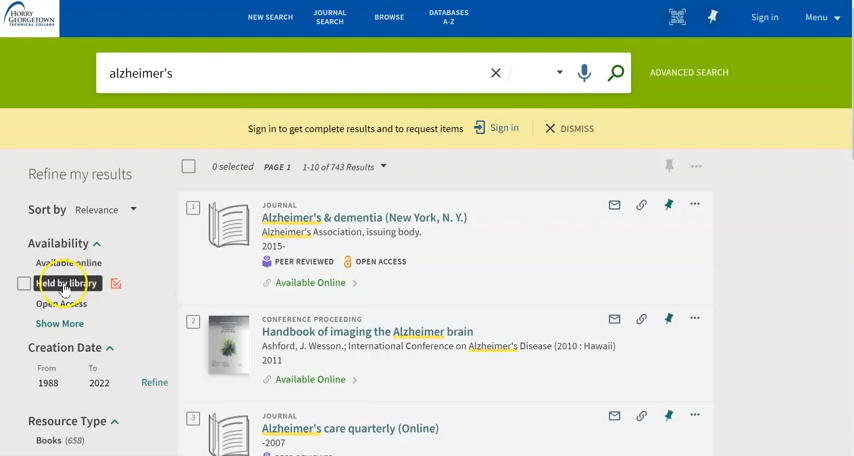 HORRY
GEORGETOWN
TECHNICAL COLLEGE
NEW SEARCH
JOURNAL
SEARCH
BROWSE
DATABASES
A-Z
Sign in
Menu
alzheimer's
ADVANCED SEARCH
Sign in to get complete results and to request items
Sign in
DISMISS
Refine my results
Sort by Relevance
Availability
Available online
Held by library
Open Access
Show More
Creation Date
From To
1988 2022 Refine
Resource Type
Books (658)
0 selected PAGE 1 1-10 of 743 Results
1
JOURNAL
Alzheimer's & dementia (New York, N. Y.)
Alzheimer's Association, issuing body.
2015-
PEER REVIEWED OPEN ACCESS
Available Online
2
CONFERENCE PROCEEDING
Handbook of imaging the Alzheimer brain
Ashford, J. Wesson.; International Conference on Alzheimer's Disease (2010 : Hawaii)
2011
Available Online
3
JOURNAL
Alzheimer's care quarterly (Online)
-2007
PEER REVIEWED